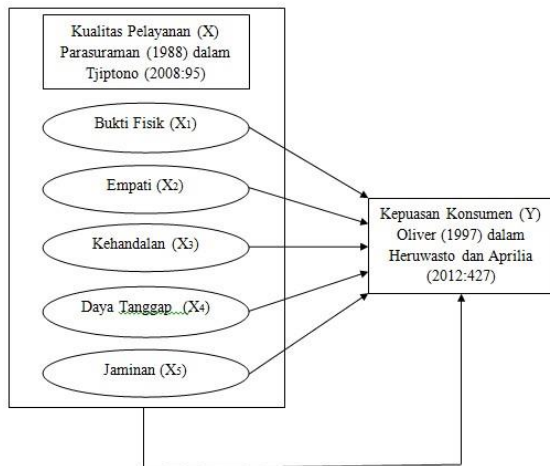 Kualitas Pelayanan (X)
Parasuraman (1988) dalam
Tjiptono (2008:95)
Bukti Fisik (X1)
Empati (X2)
Kehandalan (X3)
Daya Tanggap (X4)
Jaminan (X5)
Kepuasan Konsumen (Y)
Oliver (1997) dalam
Heruwasto dan Aprilia
(2012:427)